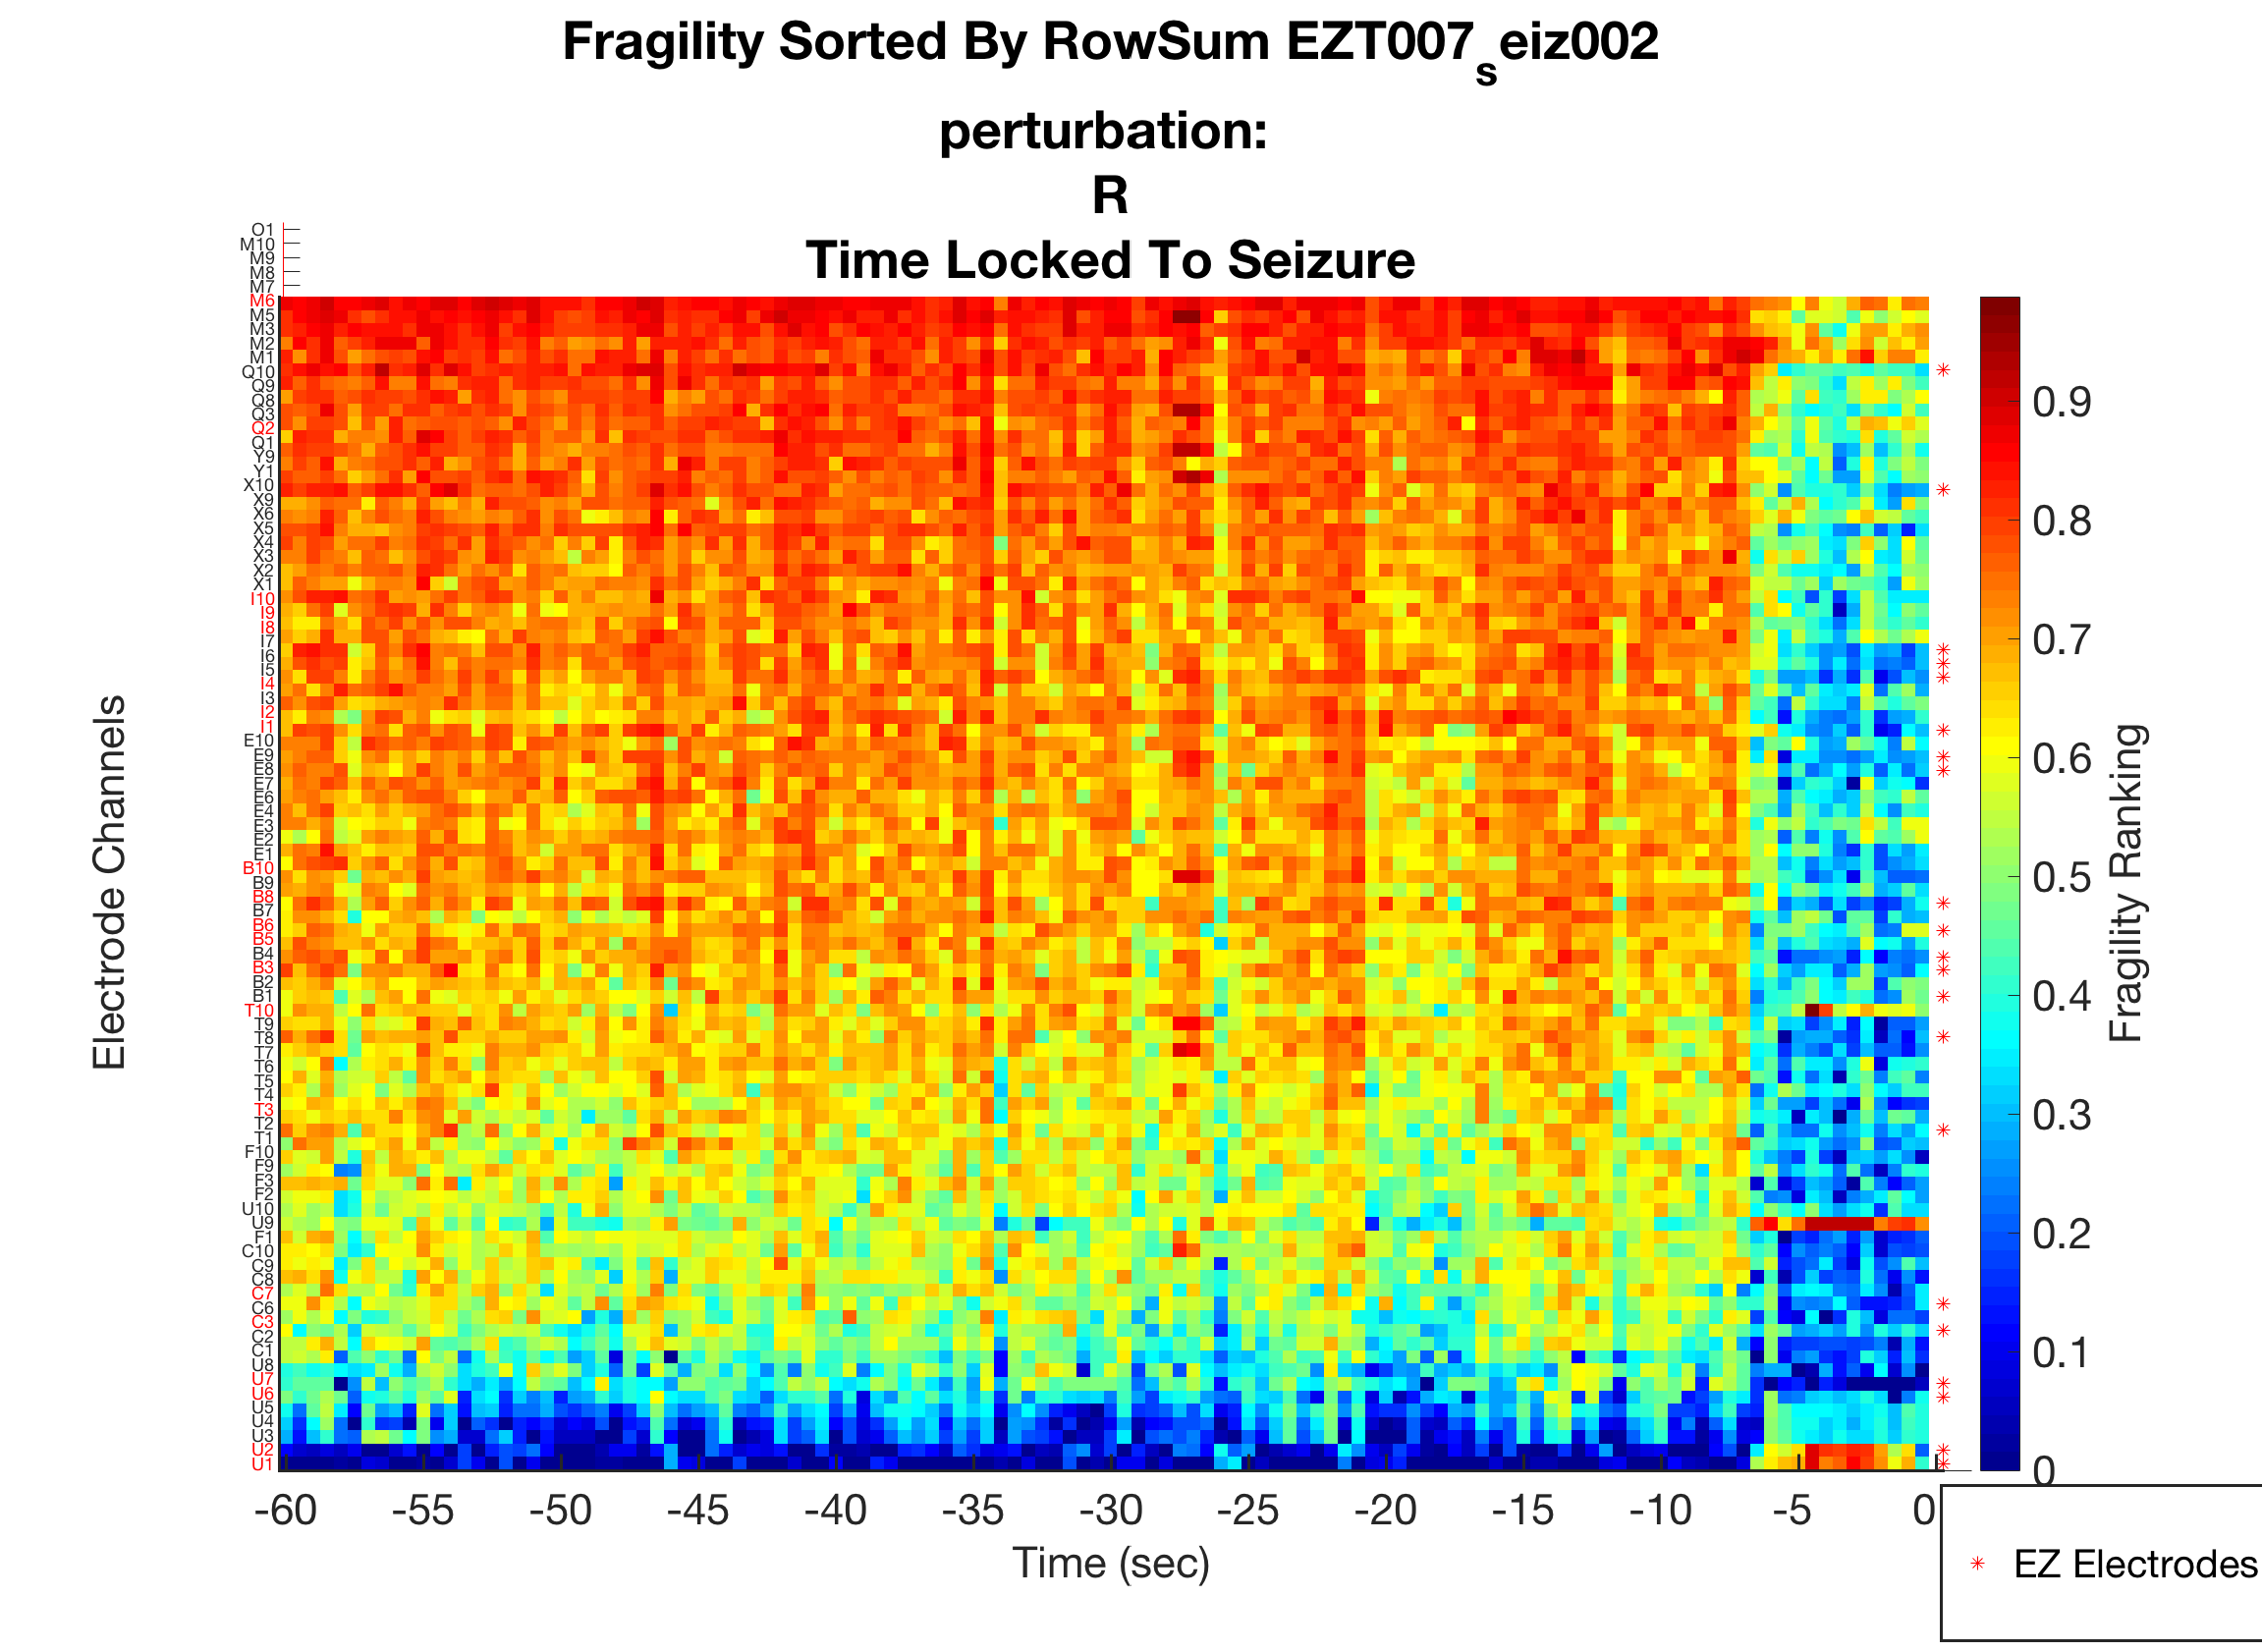 Fragility Sorted By RowSum EZT007seiz002
perturbation:
R
Time Locked To Seizure
O1
M10
M9
M8
M7
M6
M5
M3
M2
M1
Q10
Q9
Q8
Q3
Q2
Q1
Y9
Y1
X10
X9
X6
X5
X4
X3
X2
X1
I10
I9
I8
I7
I6
I5
I4
I3
I2
I1
E10
E9
E8
E7
E6
E4
E3
E2
E1
B10
B9
B8
B7
B6
B5
B4
B3
B2
B1
T10
T9
T8
T7
T6
T5
T4
T3
T2
T1
F10
F9
F3
F2
U10
U9
F1
C10
C9
C8
C7
C6
C3
C2
C1
U8
U7
U6
U5
U4
U3
U2
U1
Electrode Channels
-60 -55 -50 -45 -40 -35 -30 -25 -20 -15 -10 -5 0
Time (sec)
0.9
0.8
0.7
0.6
0.5
0.4
0.3
0.2
0.1
0
Fragility Ranking
EZ Electrodes